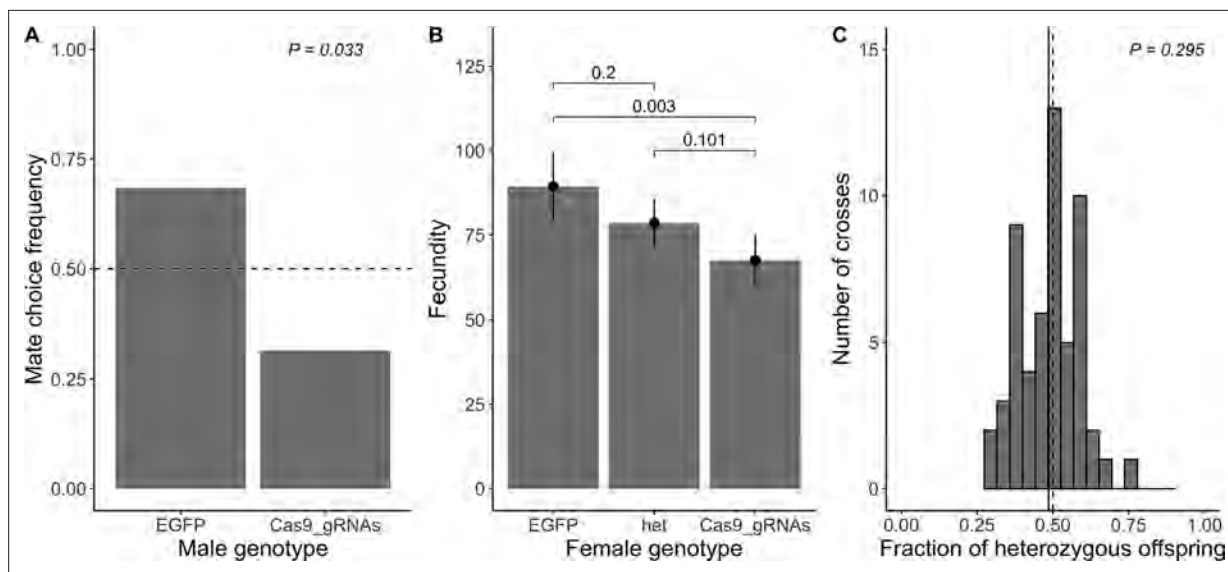 A
P = 0.033
1.00
0.75
0.50
0.25
0.00
Mate choice frequency
EGFP
Cas9_gRNAs
Male genotype
B
125
100
75
50
25
0
Fecundity
0.2
0.003
0.101
EGFP
het
Cas9_gRNAs
Female genotype
C
P = 0.295
15
10
5
0
Number of crosses
0.00
0.25
0.50
0.75
1.00
Fraction of heterozygous offspring